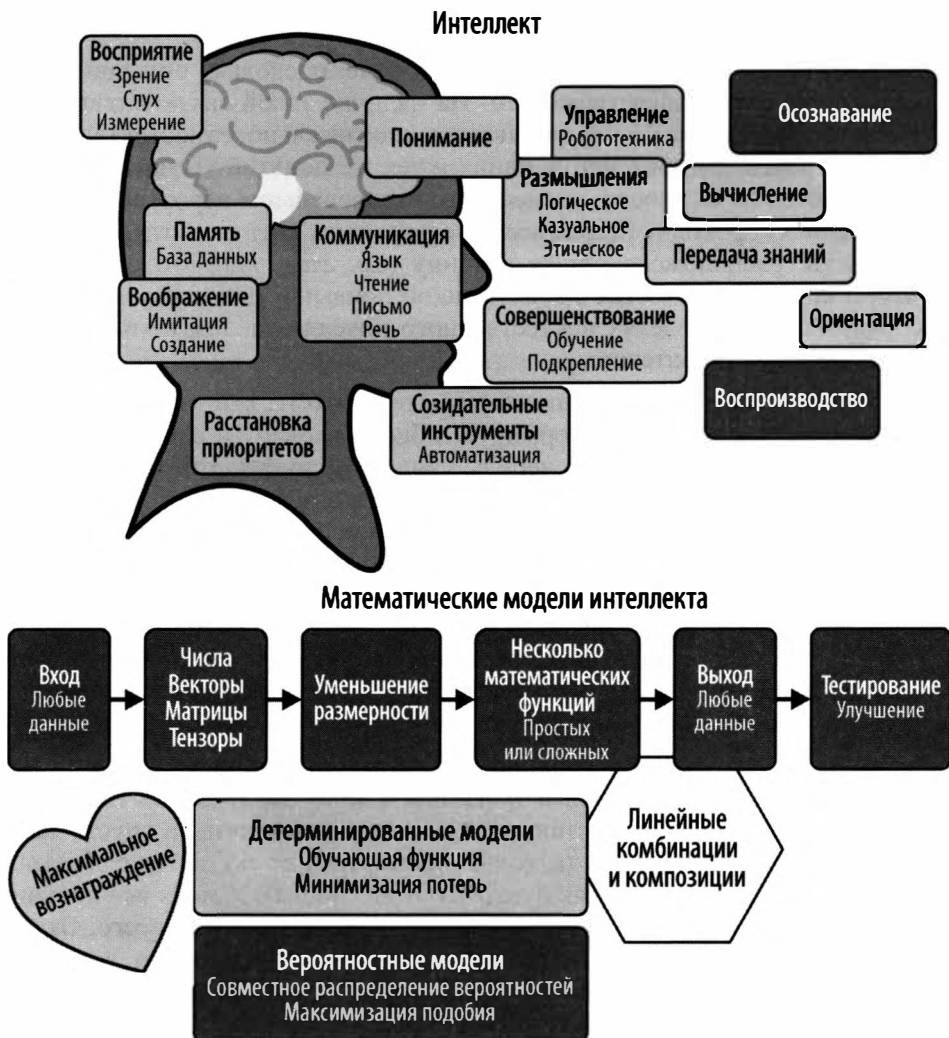 Интеллект
Восприятие
Зрение
Слух
Измерение
Понимание
Управление
Робототехника
Осознавание
Размышления
Логическое
Казуальное
Этическое
Вычисление
Память
База данных
Коммуникация
Язык
Чтение
Письмо
Речь
Передача знаний
Воображение
Имитация
Создание
Совершенствование
Обучение
Подкрепление
Ориентация
Воспроизводство
Расстановка
приоритетов
Созидательные
инструменты
Автоматизация
Математические модели интеллекта
Вход
Любые
данные
Числа
Векторы
Матрицы
Тензоры
Уменьшение
размерности
Несколько
математических
функций
Простых
или сложных
Выход
Любые
данные
Тестирование
Улучшение
Максимальное
вознаграждение
Детерминированные модели
Обучающая функция
Минимизация потерь
Линейные
комбинации
и композиции
Вероятностные модели
Совместное распределение вероятностей
Максимизация подобия